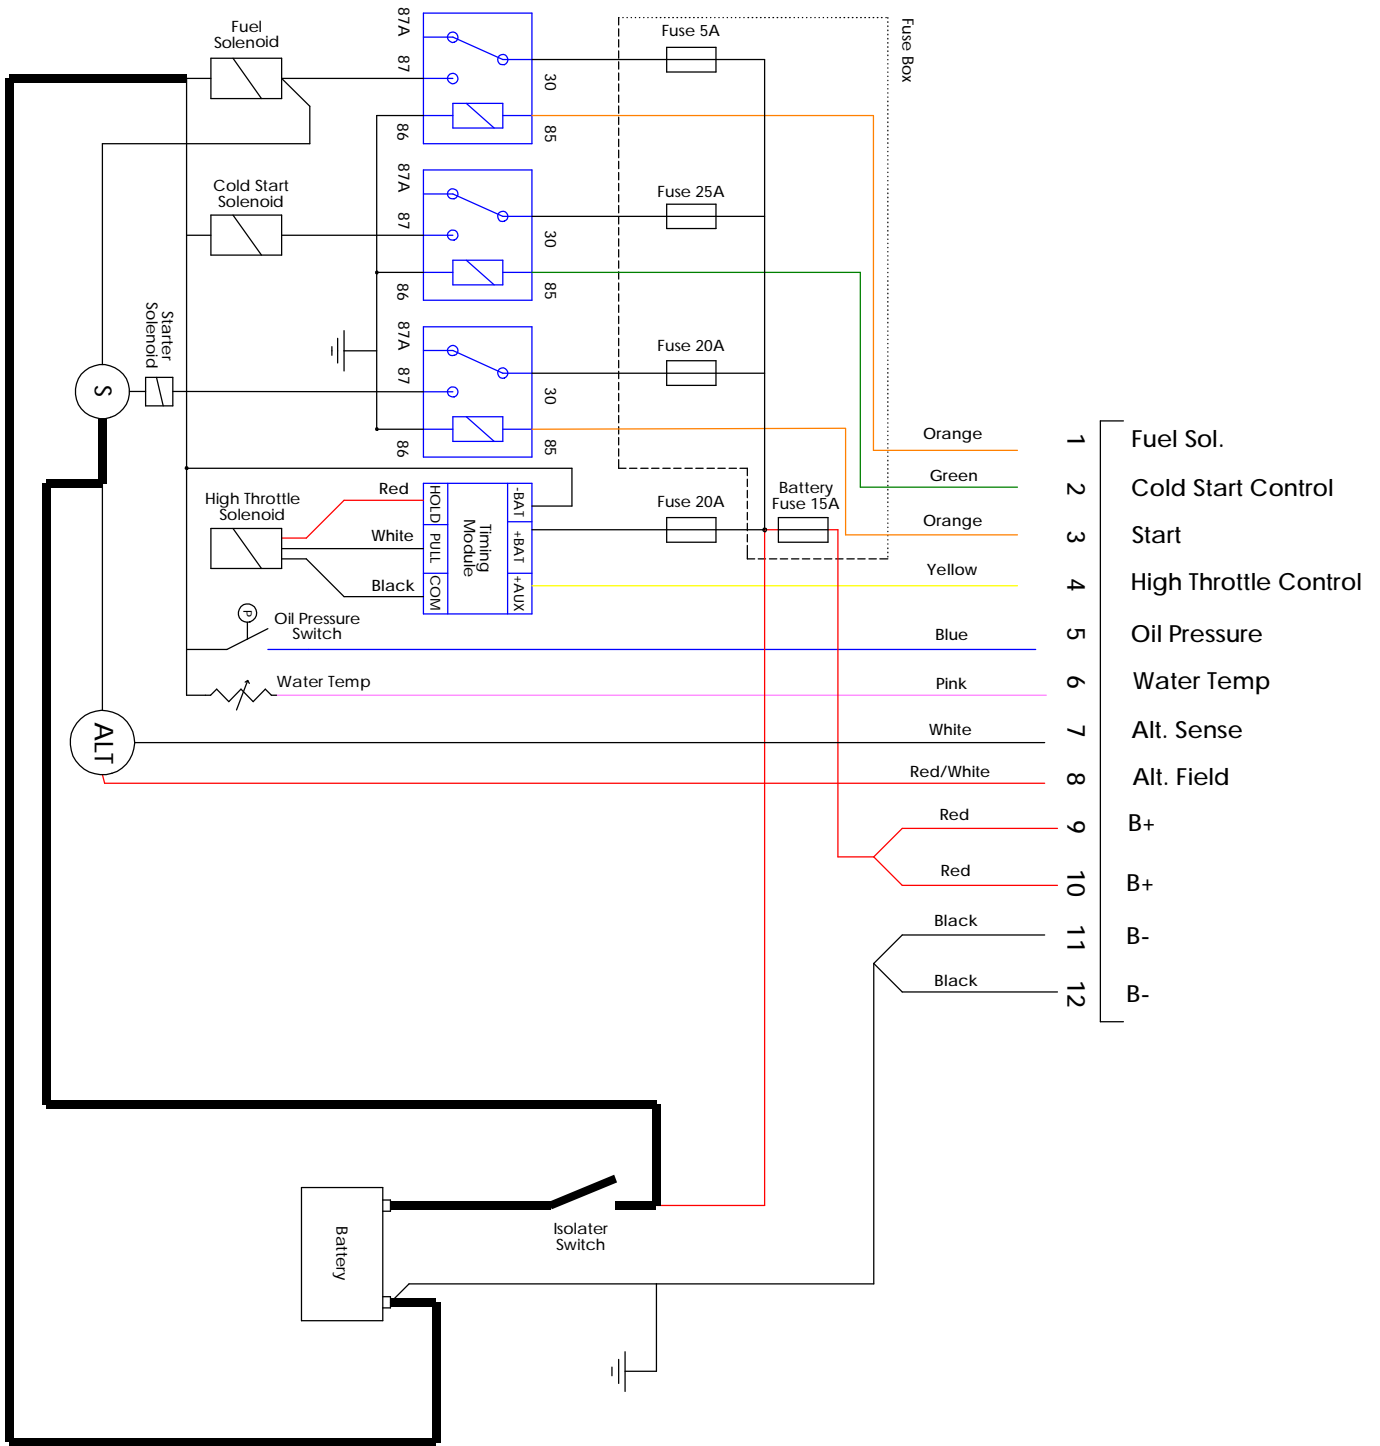 Fuel
Solenoid
87A
87
30
86
85
Fuse 5A
Fuse Box
Cold Start
Solenoid
87A
87
30
86
85
Fuse 25A
Starter
Solenoid
S
87A
87
30
86
85
Fuse 20A
High Throttle
Solenoid
Red
White
Black
HOLD
PULL
COM
Timing
Module
-BAT
+BAT
+AUX
Fuse 20A
Battery
Fuse 15A
P
Oil Pressure
Switch
Water Temp
ALT
Orange 1 Fuel Sol.
Green 2 Cold Start Control
Orange 3 Start
Yellow 4 High Throttle Control
Blue 5 Oil Pressure
Pink 6 Water Temp
White 7 Alt. Sense
Red/White 8 Alt. Field
Red 9 B+
Red 10 B+
Black 11 B-
Black 12 B-
Battery
Isolater
Switch